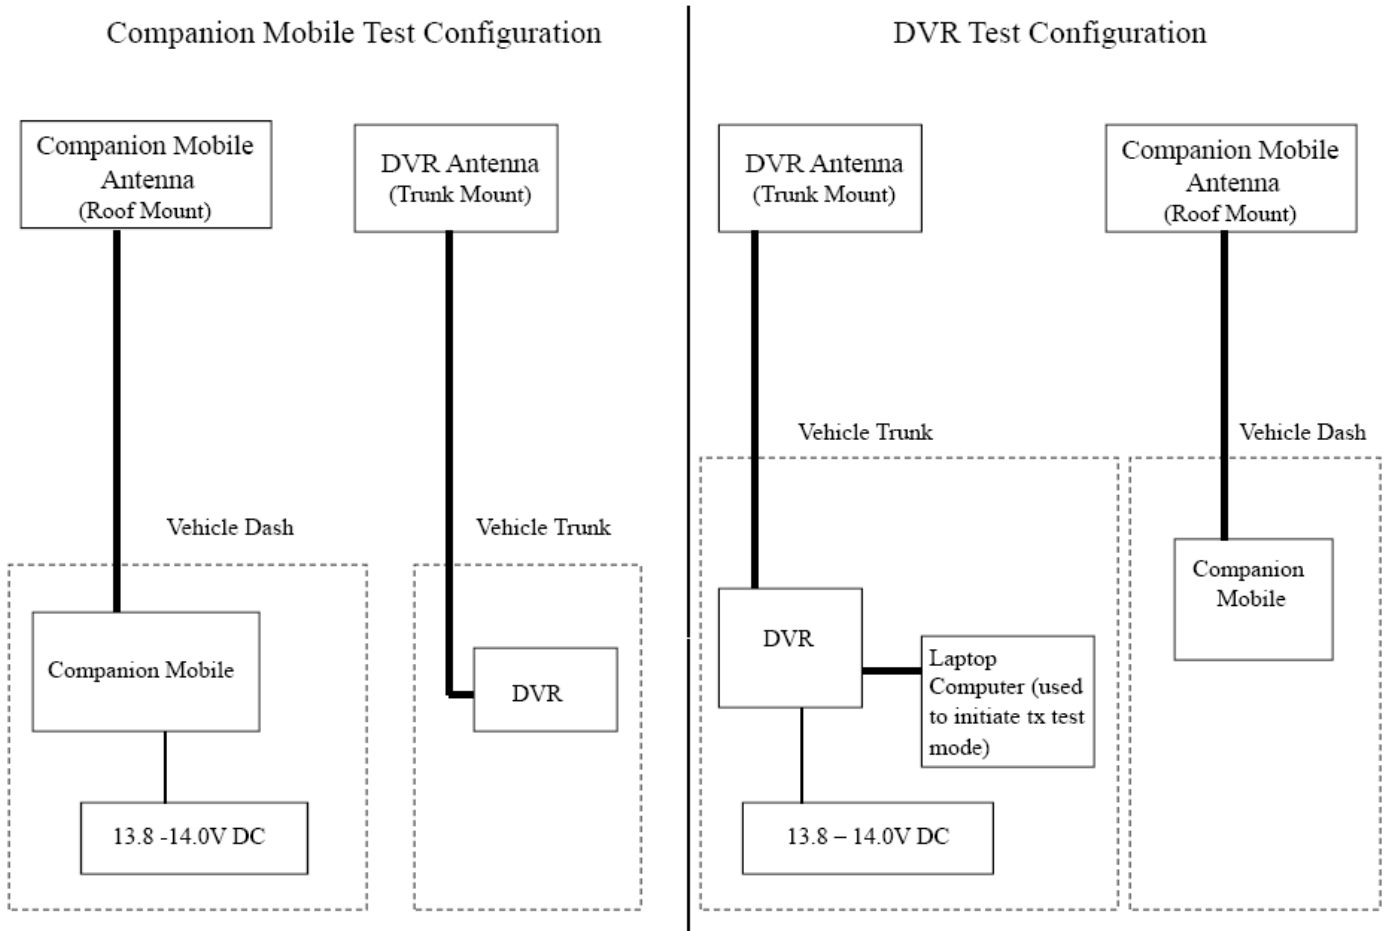 Companion Mobile Test Configuration
Companion Mobile
Antenna
(Roof Mount)
DVR Antenna
(Trunk Mount)
Vehicle Dash
Vehicle Trunk
Companion Mobile
DVR
13.8 -14.0V DC
DVR Test Configuration
DVR Antenna
(Trunk Mount)
Companion Mobile
Antenna
(Roof Mount)
Vehicle Trunk
Vehicle Dash
DVR
Laptop
Computer (used
to initiate tx test
mode)
Companion
Mobile
13.8 – 14.0V DC